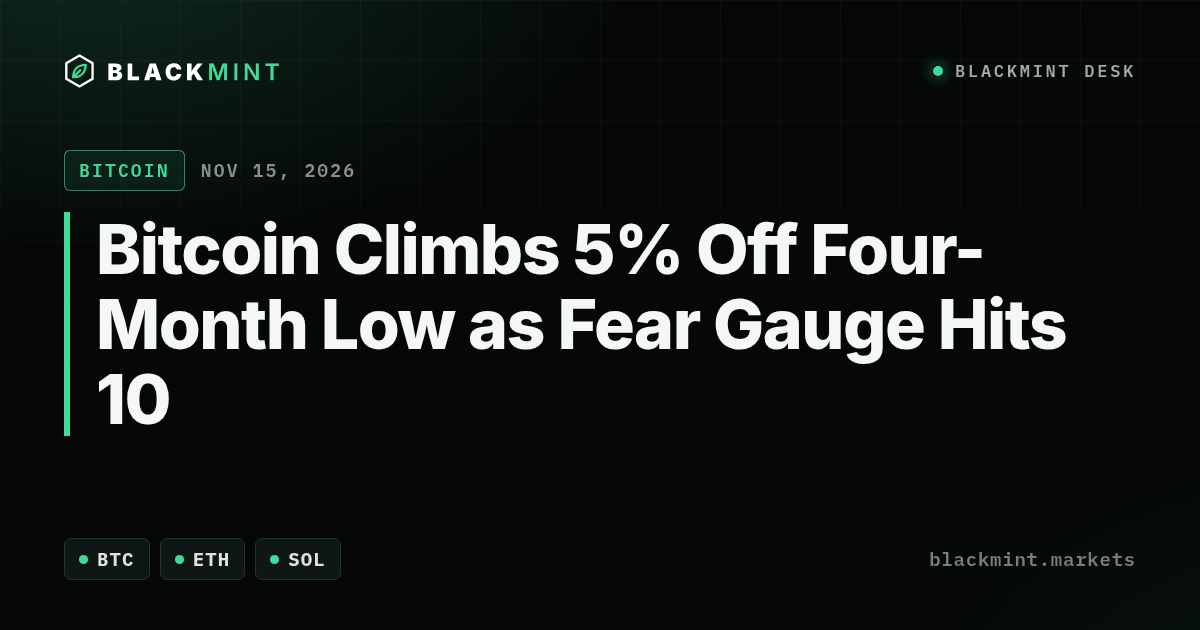 BLACKMINT
BLACKMINT DESK
BITCOIN
NOV 15, 2026
Bitcoin Climbs 5% Off Four-
Month Low as Fear Gauge Hits
10
BTC
ETH
SOL
blackmint.markets